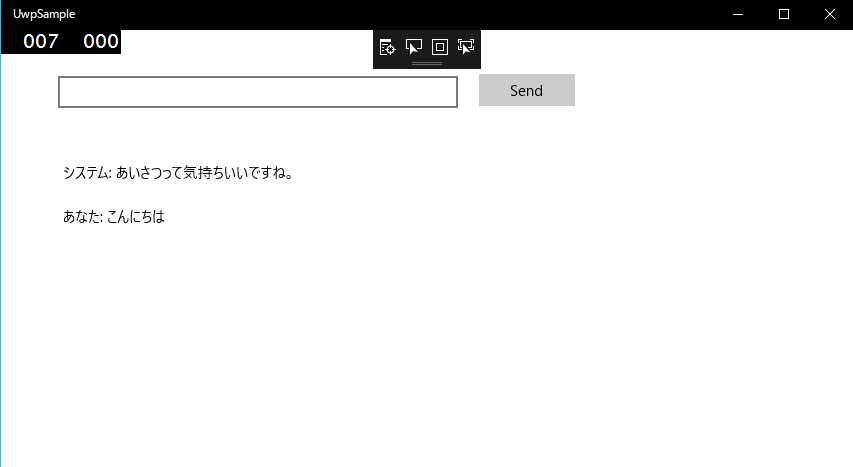 UwpSample
007 000
Send
システム: あいさつって気持ちいいですね。
あなた: こんにちは